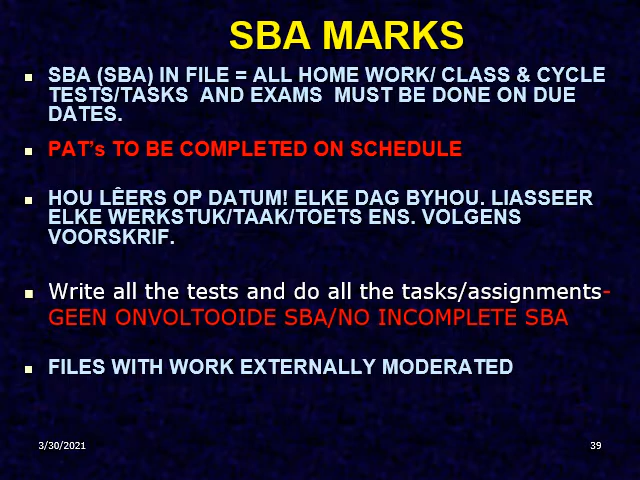 SBA MARKS
SBA (SBA) IN FILE = ALL HOME WORK/ CLASS & CYCLE
TESTS/TASKS  AND EXAMS  MUST BE DONE ON DUE
DATES.
PAT’s TO BE COMPLETED ON SCHEDULE
HOU LÊERS OP DATUM! ELKE DAG BYHOU. LIASSEER
ELKE WERKSTUK/TAAK/TOETS ENS. VOLGENS
VOORSKRIF.
Write all the tests and do all the tasks/assignments-
GEEN ONVOLTOOIDE SBA/NO INCOMPLETE SBA
FILES WITH WORK EXTERNALLY MODERATED
3/30/2021
39